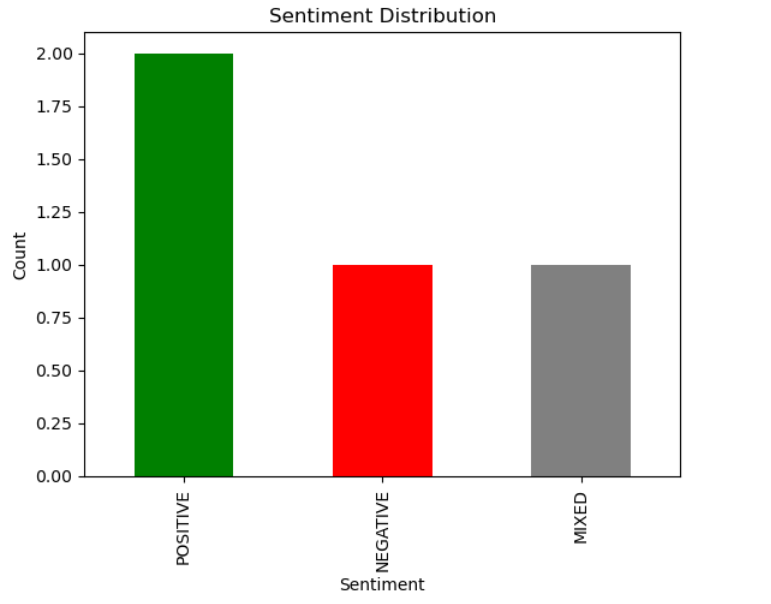 Sentiment Distribution
2.00
1.75
1.50
1.25
1.00
0.75
0.50
0.25
0.00
Count
POSITIVE
NEGATIVE
MIXED
Sentiment